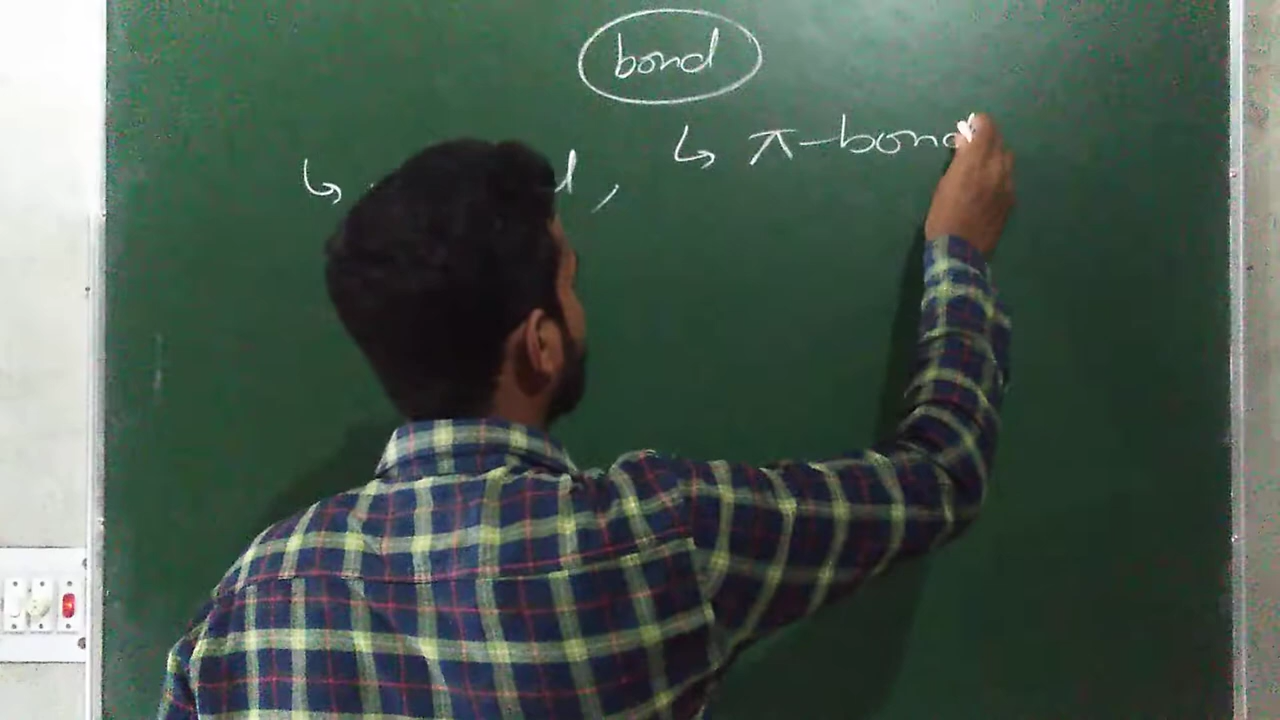 bond
↳ π-bond
↳ ,